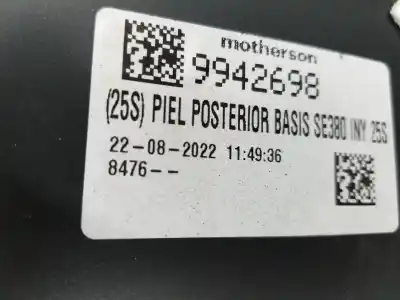 motherson
9942698
(25S) PIEL POSTERIOR BASIS SE380 INY 25S
22-08-2022 11:49:36
8476--